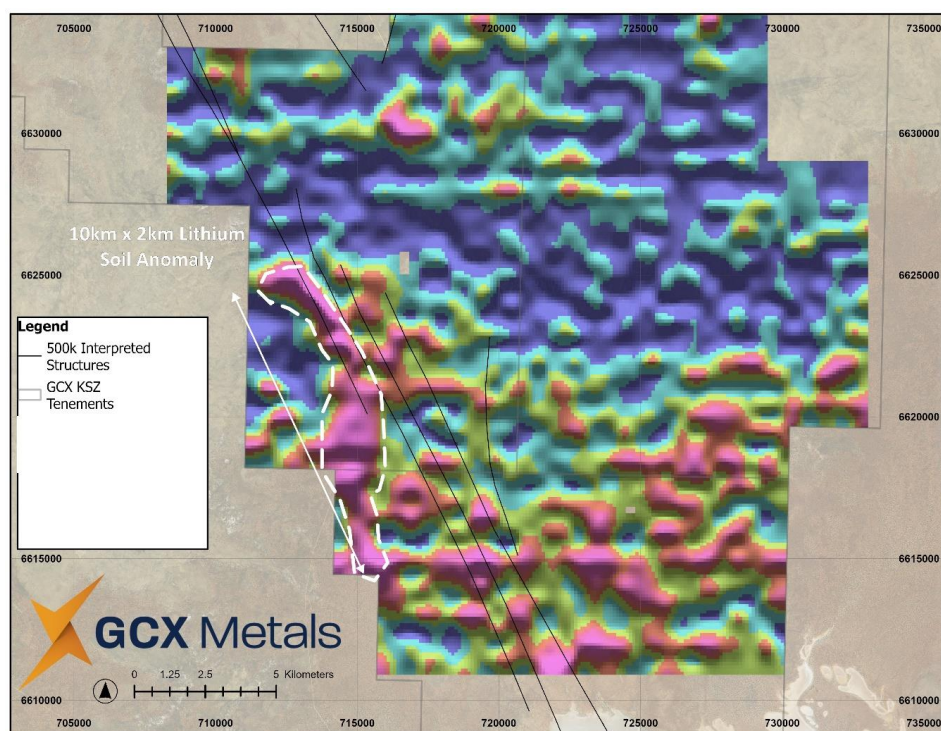 705000 710000 715000 720000 725000 730000 735000
6630000 6630000
10km x 2km Lithium
Soil Anomaly
6625000 6625000
Legend
500k Interpreted
Structures
GCX KSZ
Tenements
6620000
6615000 6615000
GCX Metals
0 1.25 2.5 5 Kilometers
6610000 6610000
705000 710000 715000 720000 725000 730000 735000